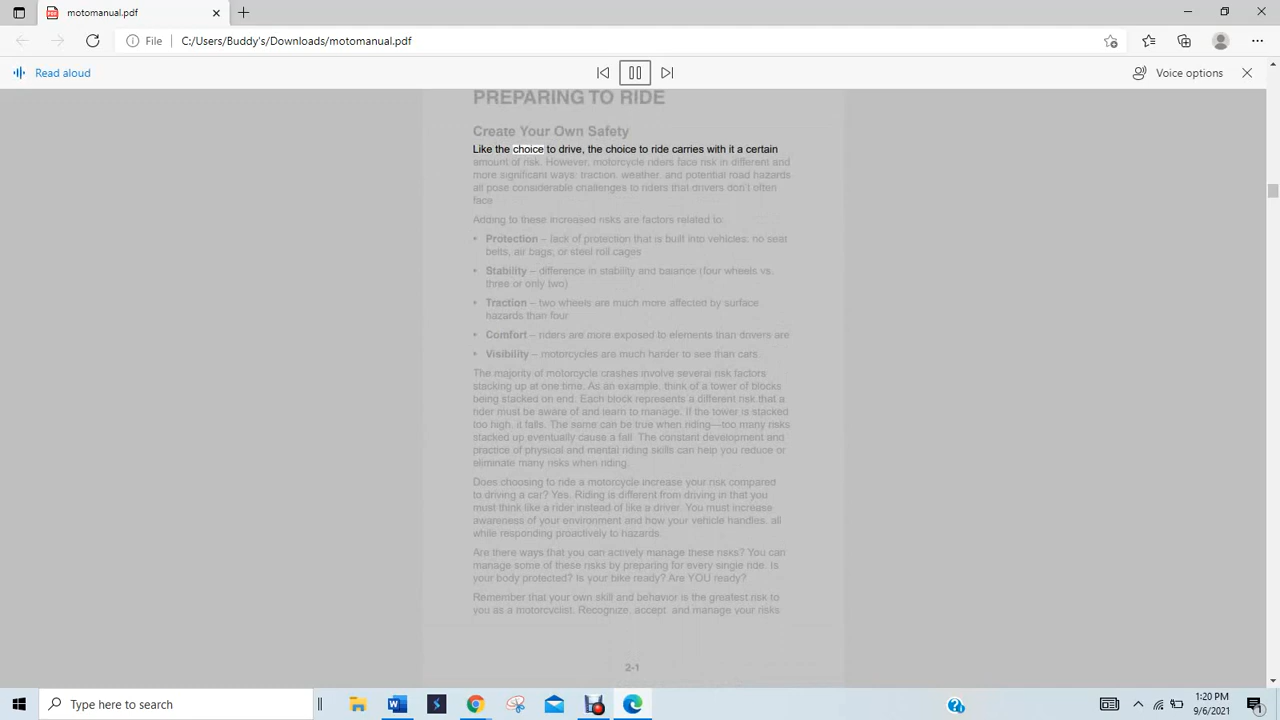 motomanual.pdf
File C:/Users/Buddy's/Downloads/motomanual.pdf
Read aloud
Voice options
PREPARING TO RIDE
Create Your Own Safety
Like the choice to drive, the choice to ride carries with it a certain
amount of risk. However, motorcycle riders face risk in different and
more significant ways: traction, weather, and potential road hazards
all pose considerable challenges to riders that drivers don't often
face
Adding to these increased risks are factors related to:
• Protection – lack of protection that is built into vehicles: no seat
belts, air bags, or steel roll cages
• Stability – difference in stability and balance (four wheels vs.
three or only two)
• Traction – two wheels are much more affected by surface
hazards than four
• Comfort – riders are more exposed to elements than drivers are
• Visibility – motorcycles are much harder to see than cars.
The majority of motorcycle crashes involve several risk factors
stacking up at one time. As an example, think of a tower of blocks
being stacked on end. Each block represents a different risk that a
rider must be aware of and learn to manage. If the tower is stacked
too high, it falls. The same can be true when riding—too many risks
stacked up eventually cause a fall. The constant development and
practice of physical and mental riding skills can help you reduce or
eliminate many risks when riding.
Does choosing to ride a motorcycle increase your risk compared
to driving a car? Yes. Riding is different from driving in that you
must think like a rider instead of like a driver. You must increase
awareness of your environment and how your vehicle handles, all
while responding proactively to hazards.
Are there ways that you can actively manage these risks? You can
manage some of these risks by preparing for every single ride. Is
your body protected? Is your bike ready? Are YOU ready?
Remember that your own skill and behavior is the greatest risk to
you as a motorcyclist. Recognize, accept and manage your risks
2-1
Type here to search
1:20 PM
9/6/2021